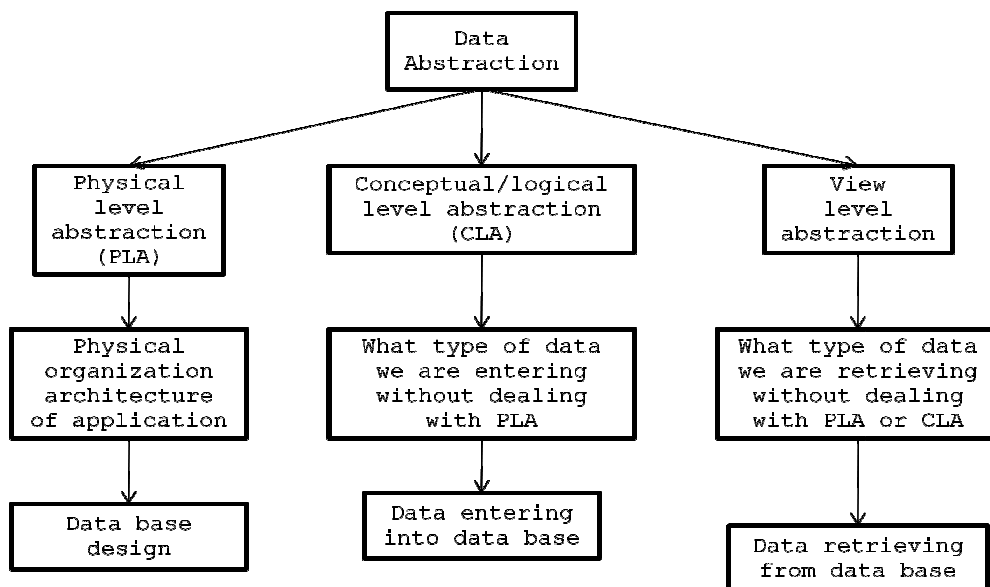 Data
Abstraction
Physical
level
abstraction
(PLA)
Conceptual/logical
level abstraction
(CLA)
View
level
abstraction
Physical
organization
architecture
of application
What type of data
we are entering
without dealing
with PLA
What type of data
we are retrieving
without dealing
with PLA or CLA
Data base
design
Data entering
into data base
Data retrieving
from data base